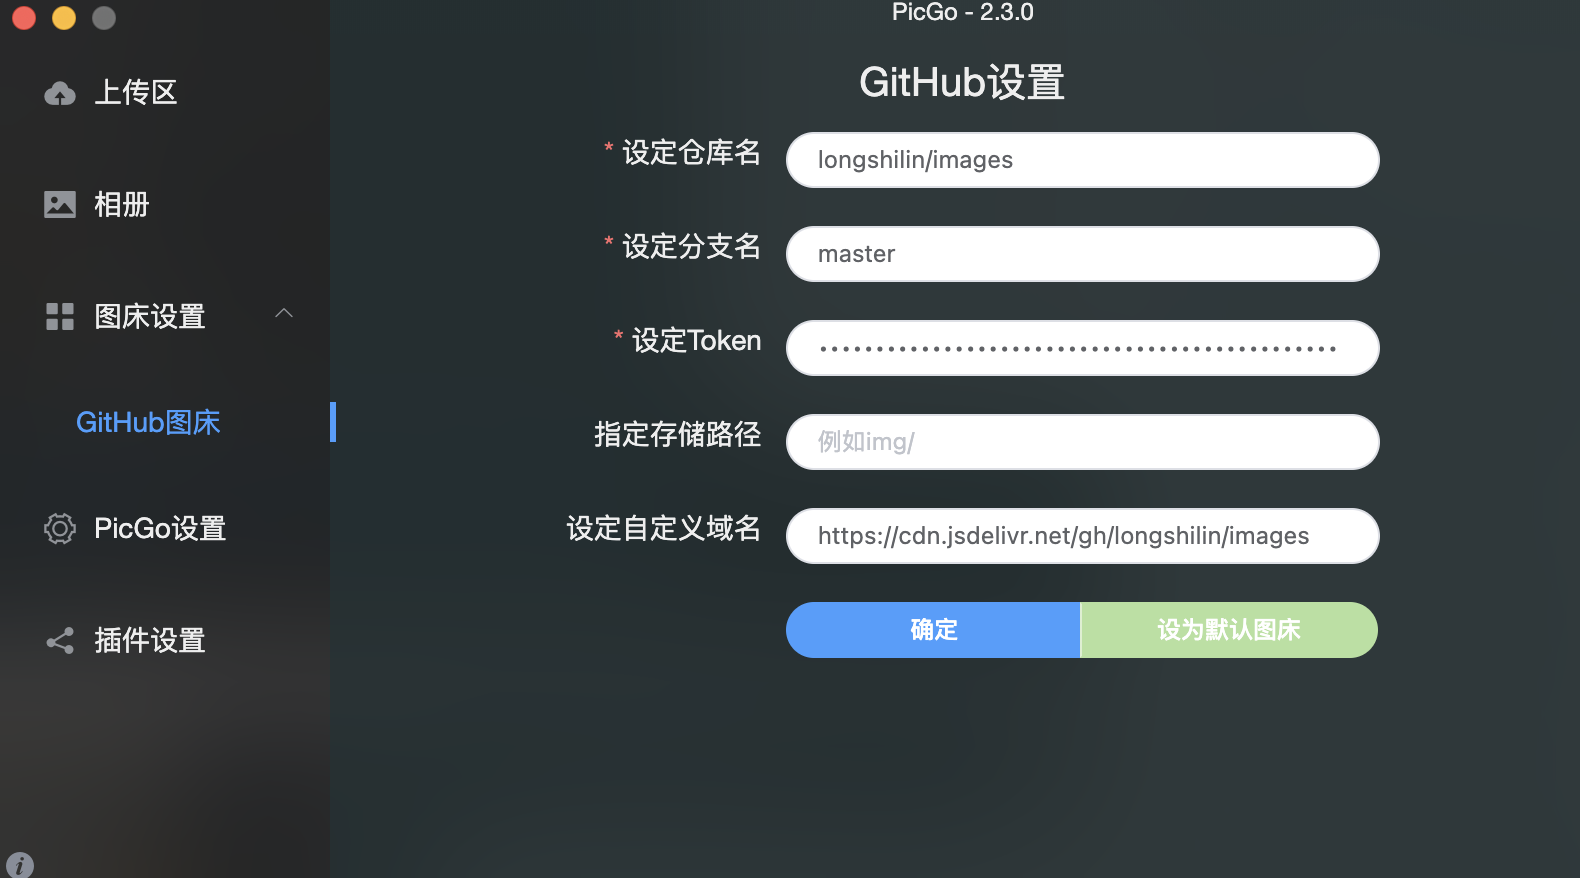 PicGo - 2.3.0
上传区
相册
图床设置
GitHub图床
PicGo设置
插件设置
GitHub设置
* 设定仓库名
longshilin/images
* 设定分支名
master
* 设定Token
••••••••••••••••••••••••••••••••••••••••••••••
指定存储路径
例如img/
设定自定义域名
https://cdn.jsdelivr.net/gh/longshilin/images
确定
设为默认图床